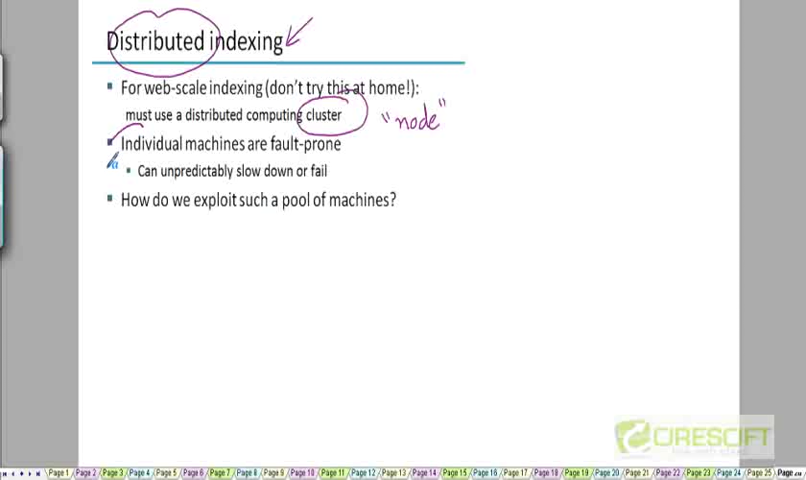 Distributed indexing
For web-scale indexing (don't try this at home!):
must use a distributed computing cluster
"node"
Individual machines are fault-prone
Can unpredictably slow down or fail
How do we exploit such a pool of machines?
Page 1 Page 2 Page 3 Page 4 Page 5 Page 6 Page 7 Page 8 Page 9 Page 10 Page 11 Page 12 Page 13 Page 14 Page 15 Page 16 Page 17 Page 18 Page 19 Page 20 Page 21 Page 22 Page 23 Page 24 Page 25 Page